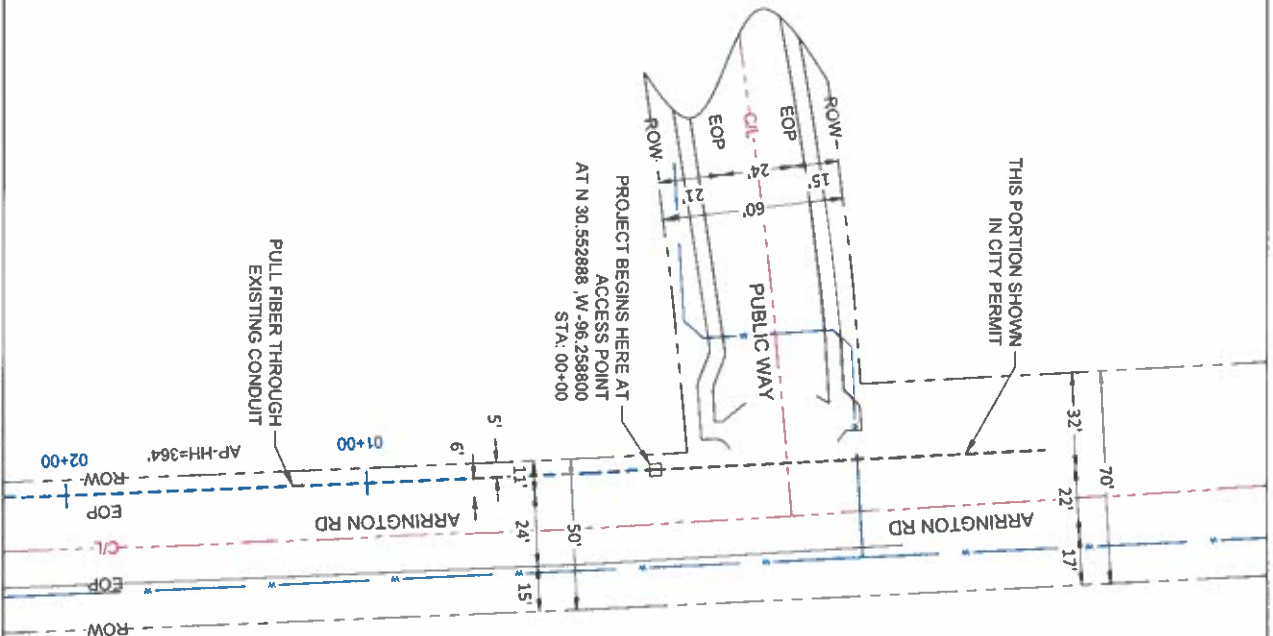 THIS PORTION SHOWN
IN CITY PERMIT
ROW
EOP
C/L
EOP
ROW
15'
24'
21'
60'
PUBLIC WAY
PROJECT BEGINS HERE AT
ACCESS POINT
AT N 30.552888 ,W -96.258800
STA: 00+00
PULL FIBER THROUGH
EXISTING CONDUIT
32'
70'
22'
17'
ARRINGTON RD
W
W
W
W
W
5'
6'
11'
50'
24'
15'
01+00
AP-HH=364'
02+00
ROW
EOP
ARRINGTON RD
C/L
EOP
W
W
W
W
ROW